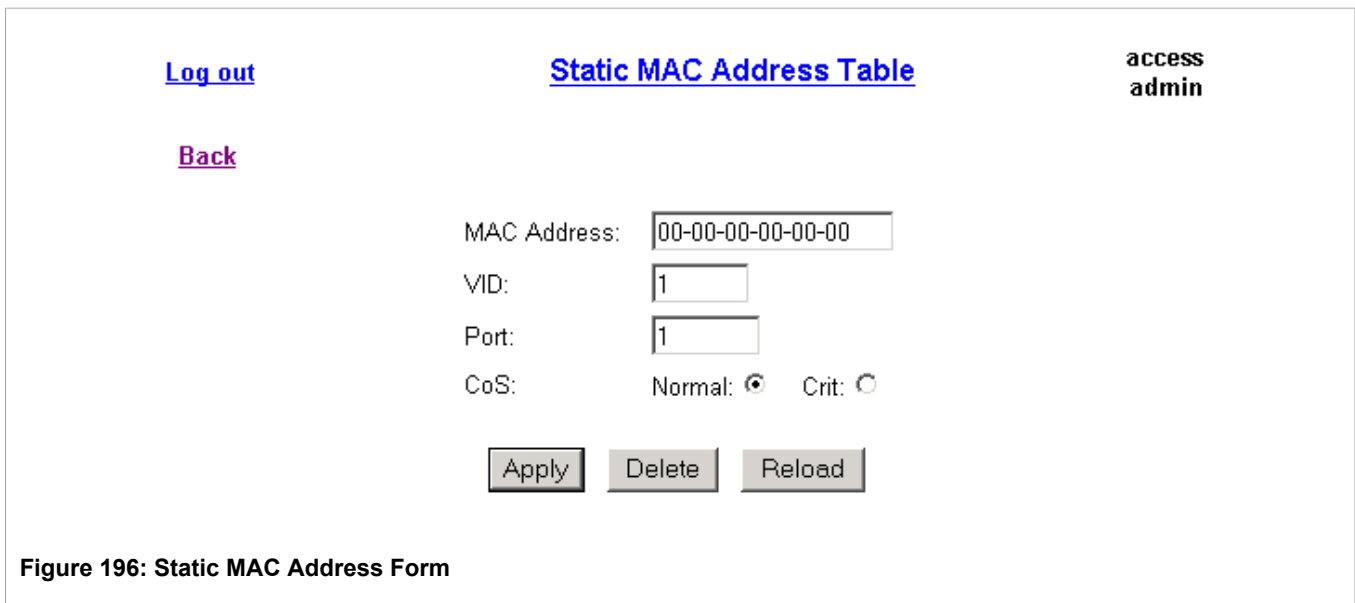 Log out Static MAC Address Table access
admin
Back
MAC Address: 00-00-00-00-00-00
VID: 1
Port: 1
CoS: Normal: Crit:
Apply Delete Reload
Figure 196: Static MAC Address Form